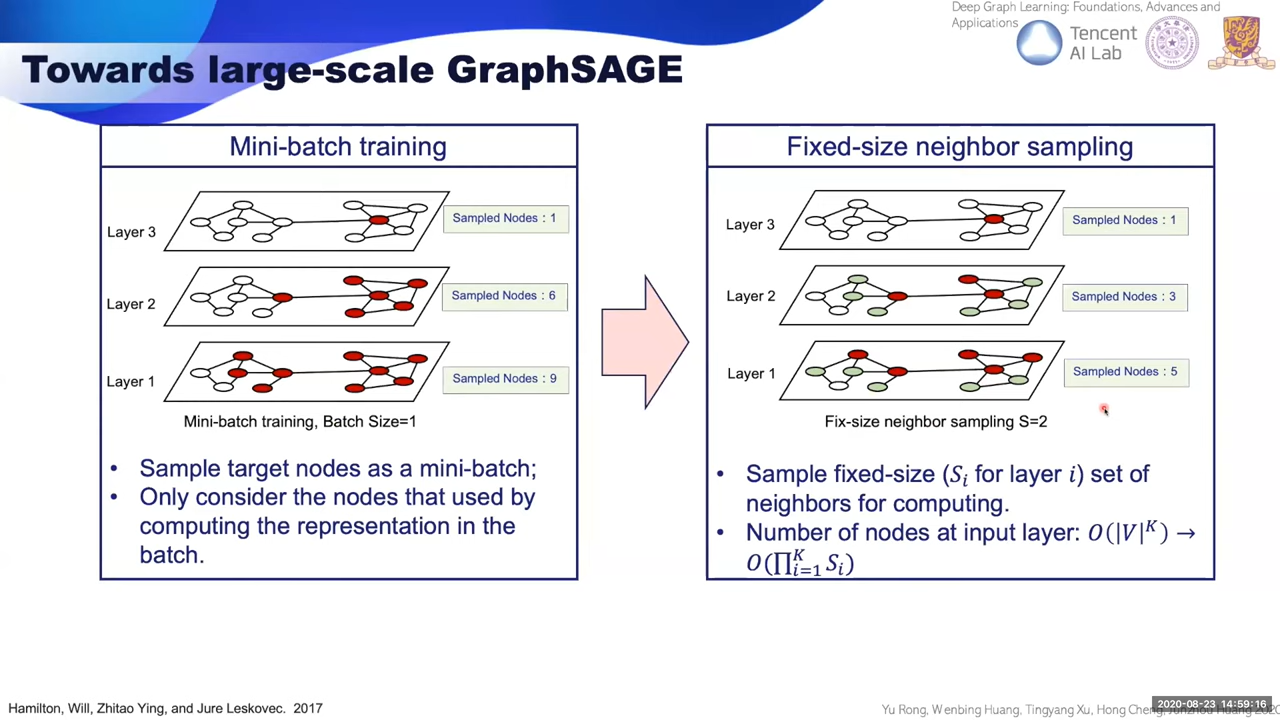 Deep Graph Learning: Foundations, Advances and
Applications
Tencent
AI Lab
Towards large-scale GraphSAGE
Mini-batch training
Layer 3
Sampled Nodes : 1
Layer 2
Sampled Nodes : 6
Layer 1
Sampled Nodes : 9
Mini-batch training, Batch Size=1
• Sample target nodes as a mini-batch;
• Only consider the nodes that used by
computing the representation in the
batch.
Fixed-size neighbor sampling
Layer 3
Sampled Nodes : 1
Layer 2
Sampled Nodes : 3
Layer 1
Sampled Nodes : 5
Fix-size neighbor sampling S=2
• Sample fixed-size (𝑆ᵢ for layer 𝑖) set of
neighbors for computing.
• Number of nodes at input layer: 𝑂(|𝑉|ᴷ) →
𝑂(∏ᴷᵢ₌₁ 𝑆ᵢ)
Hamilton, Will, Zhitao Ying, and Jure Leskovec. 2017
2020-08-23 14:59:16
Yu Rong, Wenbing Huang, Tingyang Xu, Hong Cheng, Junzhou Huang 2020